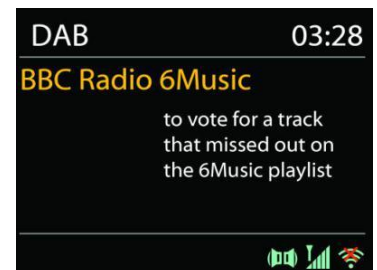 DAB 03:28
BBC Radio 6Music
to vote for a track
that missed out on
the 6Music playlist